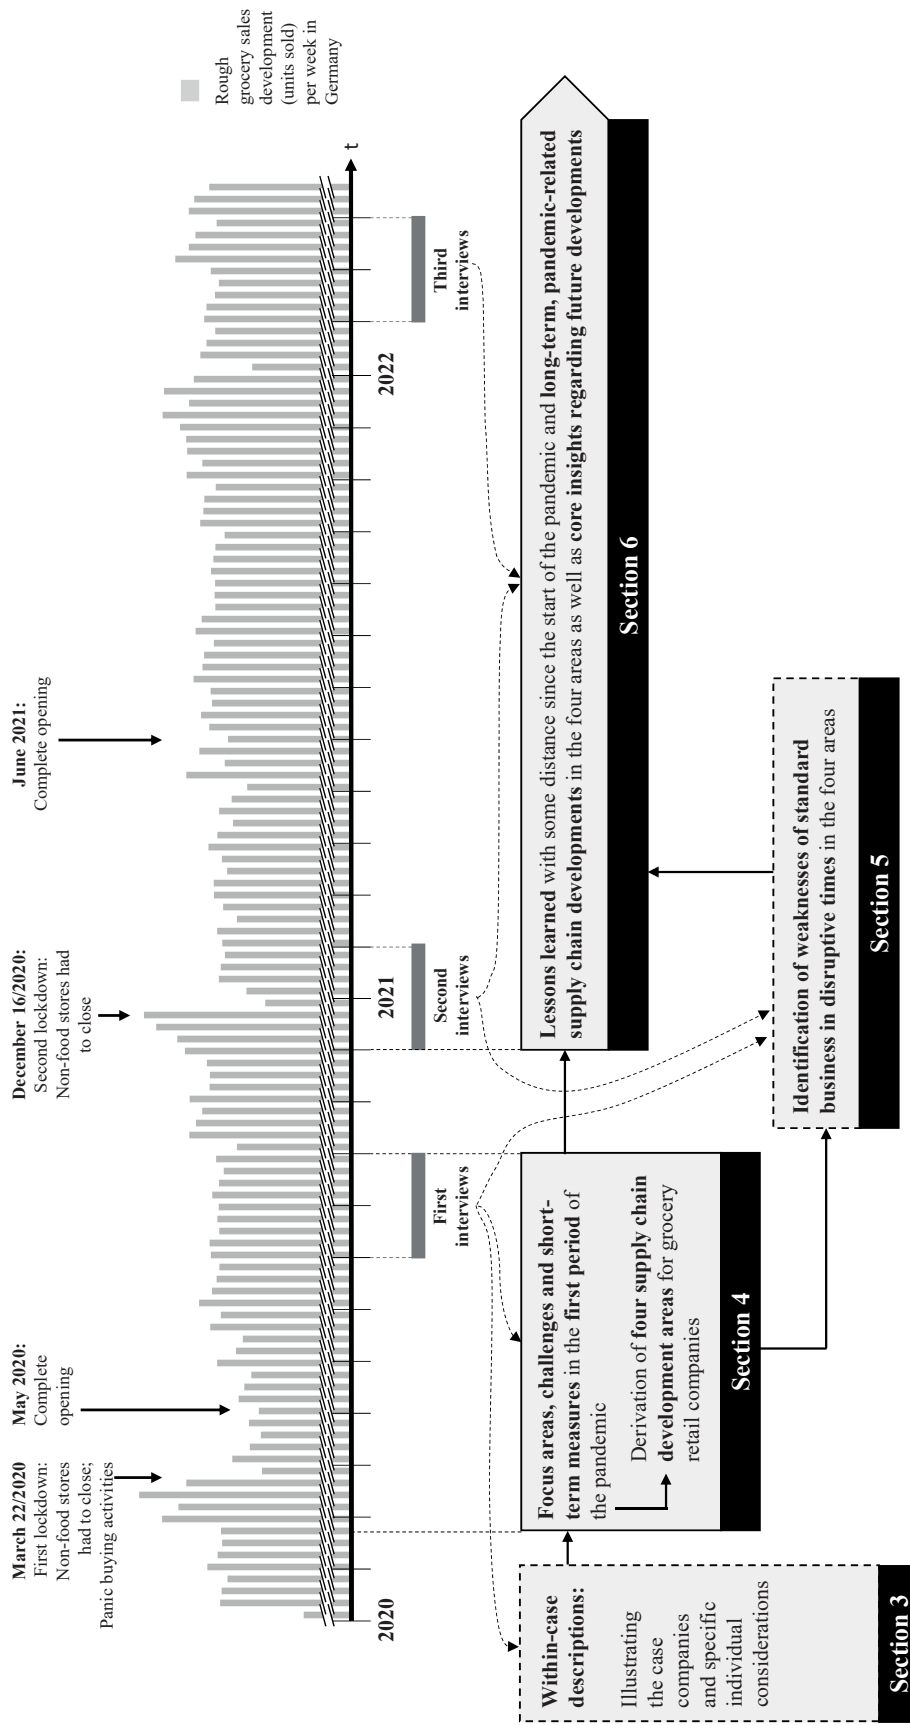 March 22/2020
First lockdown:
Non-food stores
had to close;
Panic buying activities
May 2020:
Complete
opening
December 16/2020:
Second lockdown:
Non-food stores had
to close
June 2021:
Complete opening
Rough
grocery sales
development
(units sold)
per week in
Germany
t
2020
2021
2022
First
interviews
Second
interviews
Third
interviews
Within-case
descriptions:
Illustrating
the case
companies
and specific
individual
considerations
Section 3
Focus areas, challenges and short-
term measures in the first period of
the pandemic
Derivation of four supply chain
development areas for grocery
retail companies
Section 4
Lessons learned with some distance since the start of the pandemic and long-term, pandemic-related
supply chain developments in the four areas as well as core insights regarding future developments
Section 6
Identification of weaknesses of standard
business in disruptive times in the four areas
Section 5